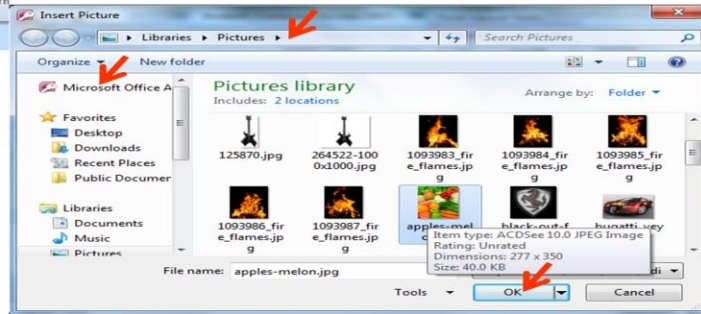 Insert Picture
Libraries Pictures
Search Pictures
Organize New folder
Microsoft Office A
Pictures library
Includes: 2 locations
Arrange by: Folder
Favorites
Desktop
Downloads
Recent Places
Public Documer
Libraries
Documents
Music
Pictures
125870.jpg
264522-100
0x1000.jpg
1093983_fir
e_flames.jp
g
1093984_fir
e_flames.jp
g
1093985_fir
e_flames.jp
g
1093986_fir
e_flames.jp
g
1093987_fir
e_flames.jp
g
apples-mel
black-out-f
bugatti_vey
Item type: ACDSee 10.0 JPEG Image
Rating: Unrated
Dimensions: 277 x 350
Size: 40.0 KB
File name: apples-melon.jpg
Tools OK Cancel